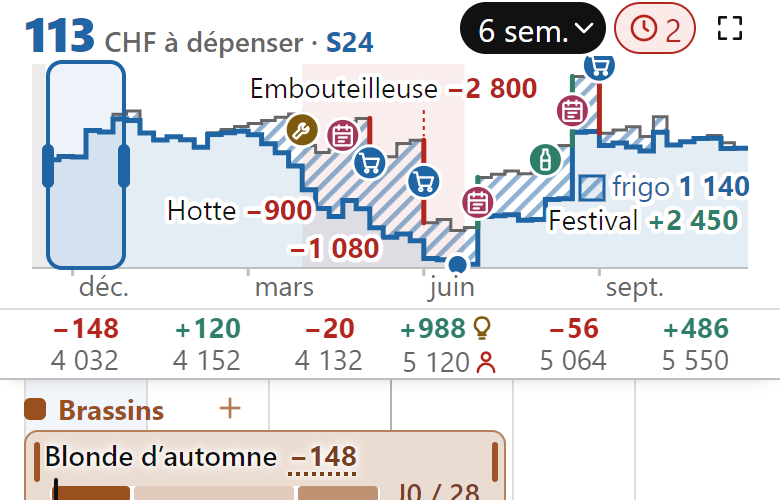 113 CHF à dépenser · S24
6 sem.
2
Embouteilleuse −2 800
frigo 1 140
Hotte −900
Festival +2 450
−1 080
déc. mars juin sept.
−148 +120 −20 +988 −56 +486
4 032 4 152 4 132 5 120 5 064 5 550
Brassins +
Blonde d’automne −148
J0 / 28